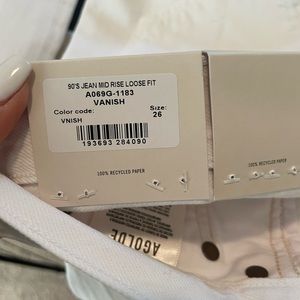 90'S JEAN MID RISE LOOSE FIT
A069G-1183
VANISH
Color code: Size:
VNISH 26
193693 284090
100% RECYCLED PAPER
100% RECYCLED PAPER
AGOLDE